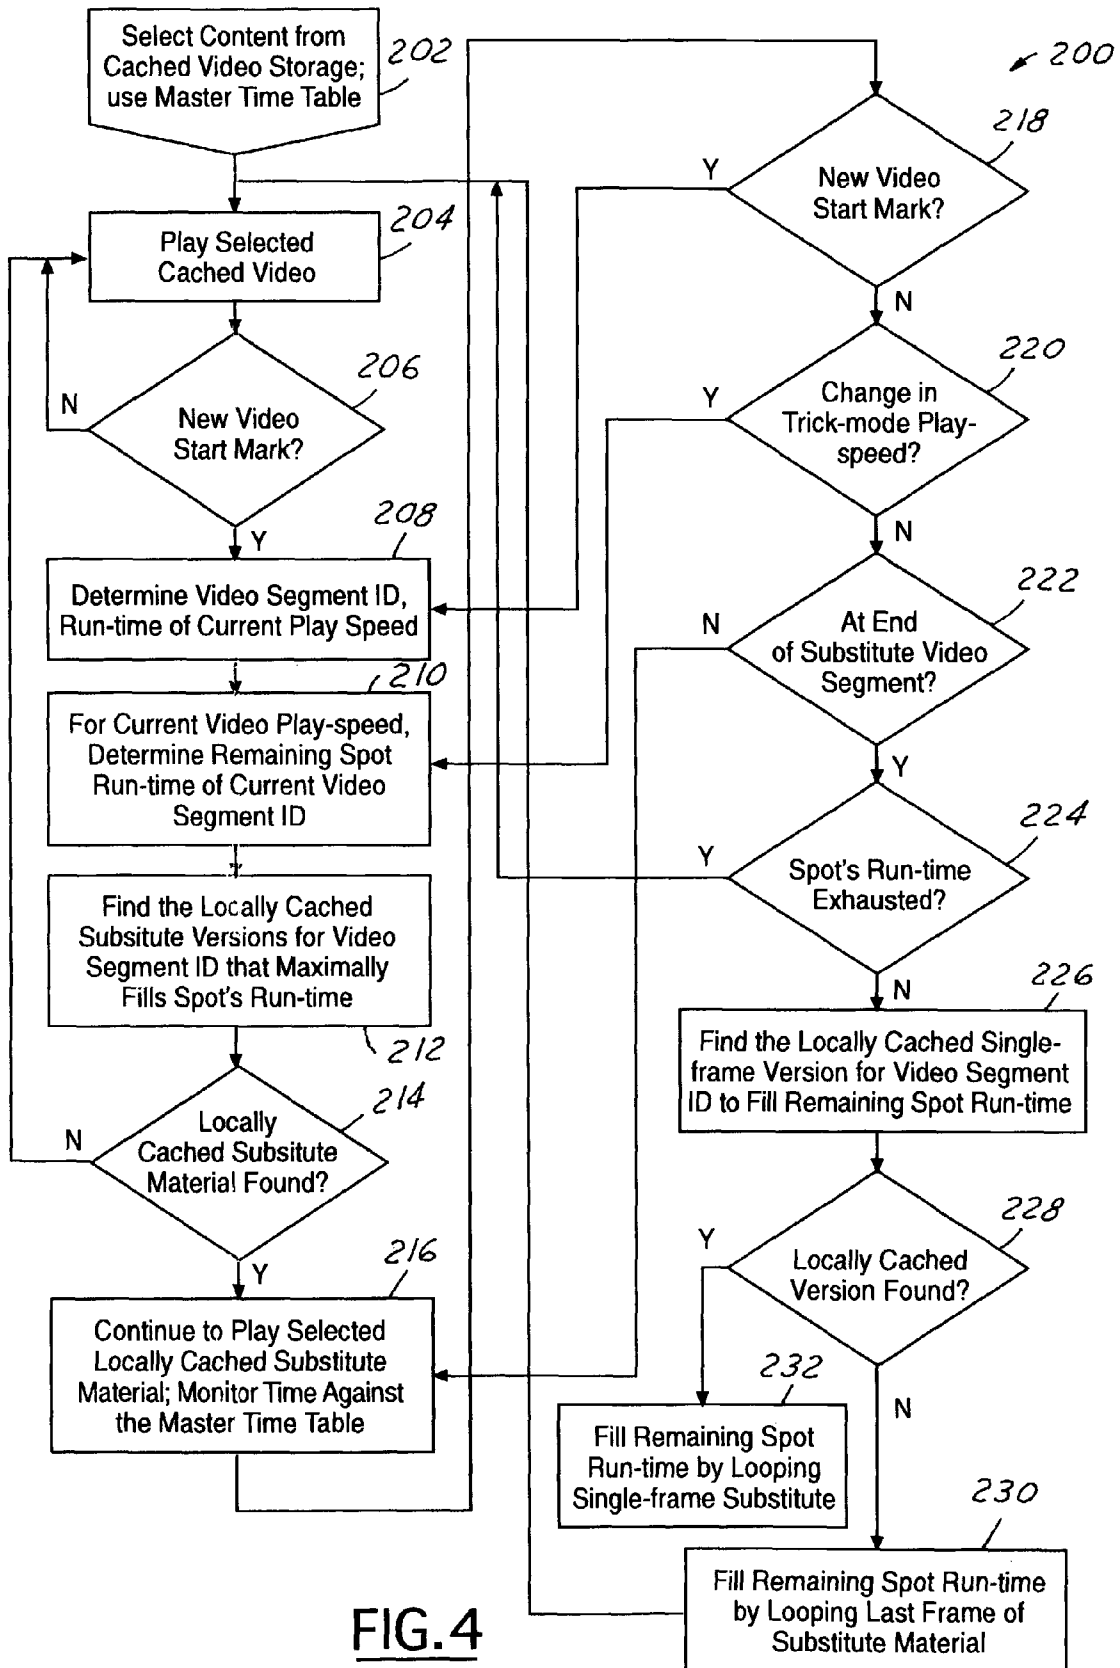 Select Content from
Cached Video Storage;
use Master Time Table
202
200
204
Play Selected
Cached Video
206
N
New Video
Start Mark?
Y
208
Determine Video Segment ID,
Run-time of Current Play Speed
210
For Current Video Play-speed,
Determine Remaining Spot
Run-time of Current Video
Segment ID
Find the Locally Cached
Subsitute Versions for Video
Segment ID that Maximally
Fills Spot's Run-time
212
214
N
Locally
Cached Subsitute
Material Found?
Y
216
Continue to Play Selected
Locally Cached Substitute
Material; Monitor Time Against
the Master Time Table
218
Y
New Video
Start Mark?
N
220
Y
Change in
Trick-mode Play-
speed?
N
222
N
At End
of Substitute Video
Segment?
Y
224
Y
Spot's Run-time
Exhausted?
N
226
Find the Locally Cached Single-
frame Version for Video Segment
ID to Fill Remaining Spot Run-time
228
Y
Locally Cached
Version Found?
N
232
Fill Remaining Spot
Run-time by Looping
Single-frame Substitute
230
Fill Remaining Spot Run-time
by Looping Last Frame of
Substitute Material
FIG.4